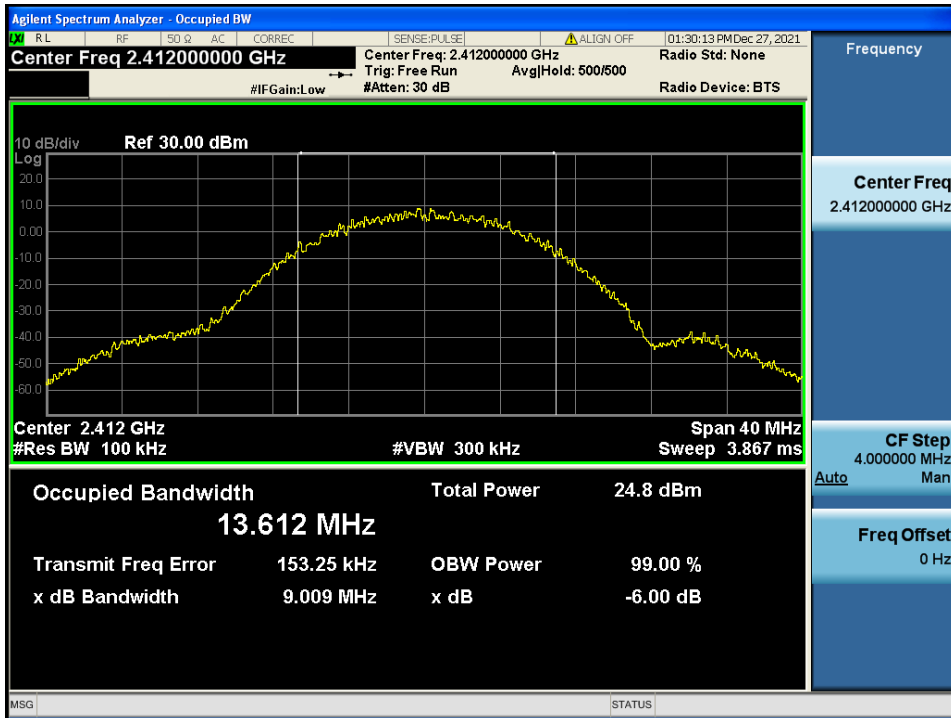 Agilent Spectrum Analyzer - Occupied BW
LXI RL RF 50 Ω AC CORREC SENSE:PULSE ALIGN OFF 01:30:13 PM Dec 27, 2021
Center Freq 2.412000000 GHz
Center Freq: 2.412000000 GHz Radio Std: None
Trig: Free Run Avg|Hold: 500/500
#IFGain:Low #Atten: 30 dB Radio Device: BTS
10 dB/div Ref 30.00 dBm
Log
20.0
10.0
0.00
-10.0
-20.0
-30.0
-40.0
-50.0
-60.0
Center 2.412 GHz Span 40 MHz
#Res BW 100 kHz #VBW 300 kHz Sweep 3.867 ms
Occupied Bandwidth Total Power 24.8 dBm
13.612 MHz
Transmit Freq Error 153.25 kHz OBW Power 99.00 %
x dB Bandwidth 9.009 MHz x dB -6.00 dB
MSG STATUS
Frequency
Center Freq
2.412000000 GHz
CF Step
4.000000 MHz
Auto Man
Freq Offset
0 Hz